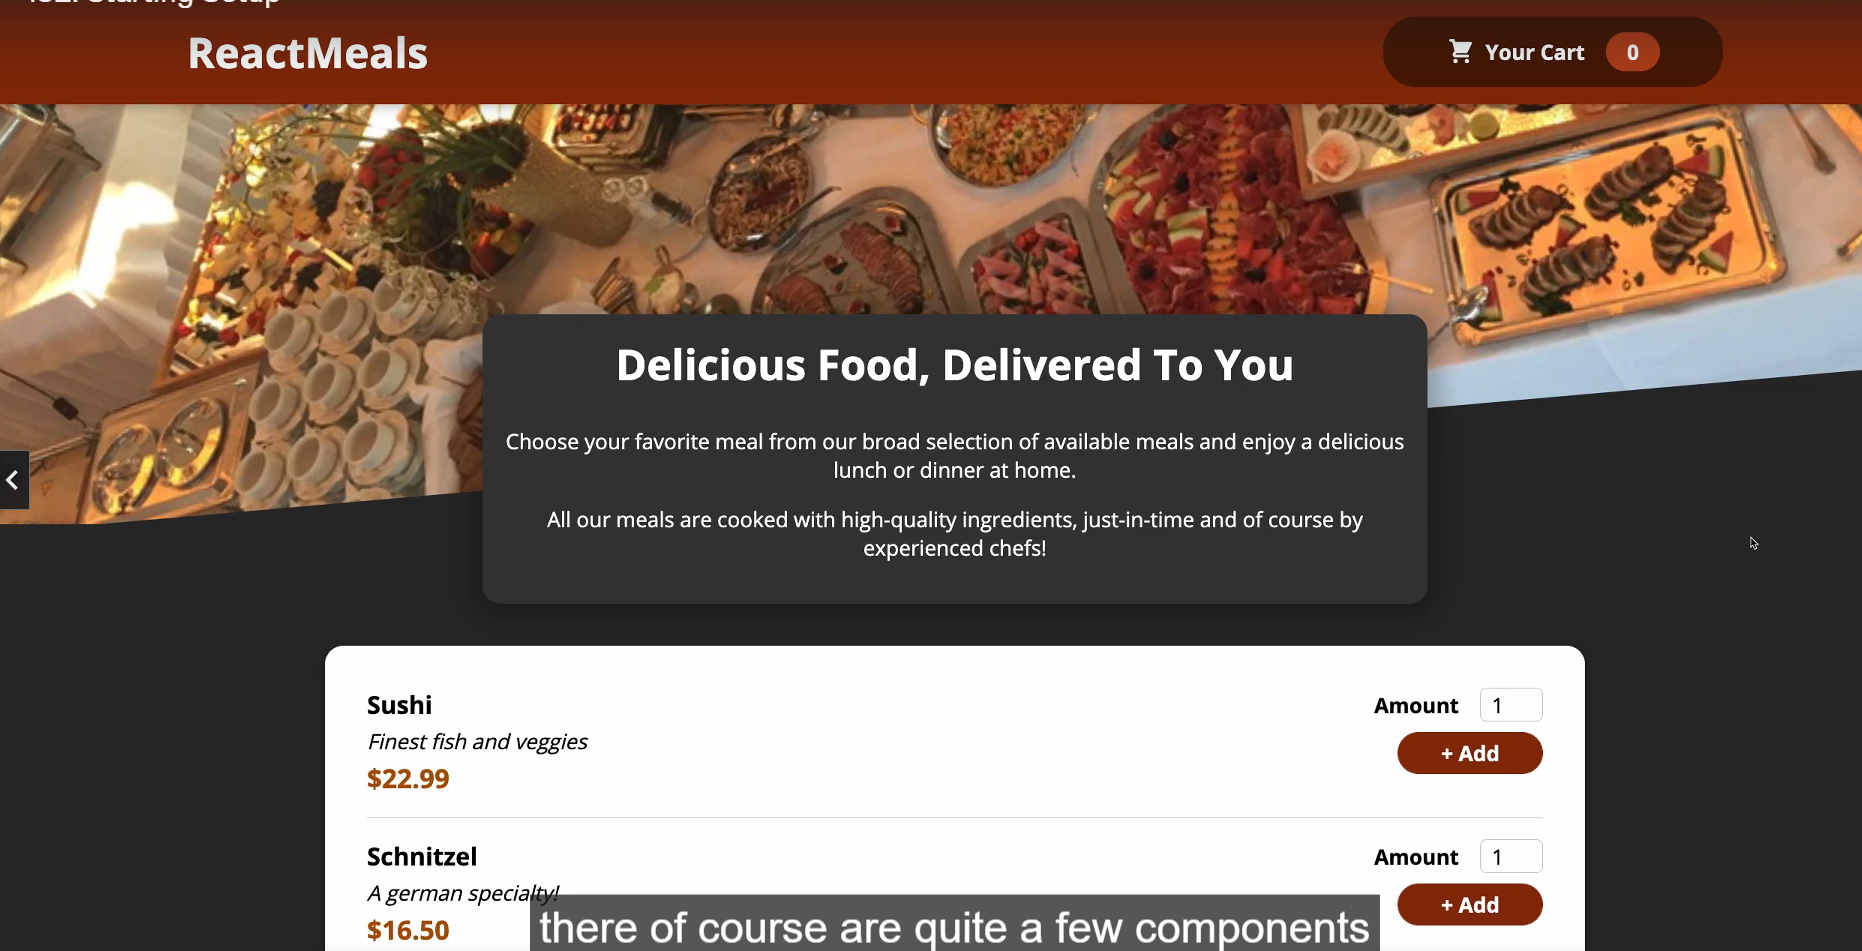 ReactMeals
Your Cart 0
Delicious Food, Delivered To You
Choose your favorite meal from our broad selection of available meals and enjoy a delicious
lunch or dinner at home.
All our meals are cooked with high-quality ingredients, just-in-time and of course by
experienced chefs!
Sushi
Finest fish and veggies
$22.99
Amount 1
+ Add
Schnitzel
A german specialty!
$16.50
Amount 1
+ Add
there of course are quite a few components